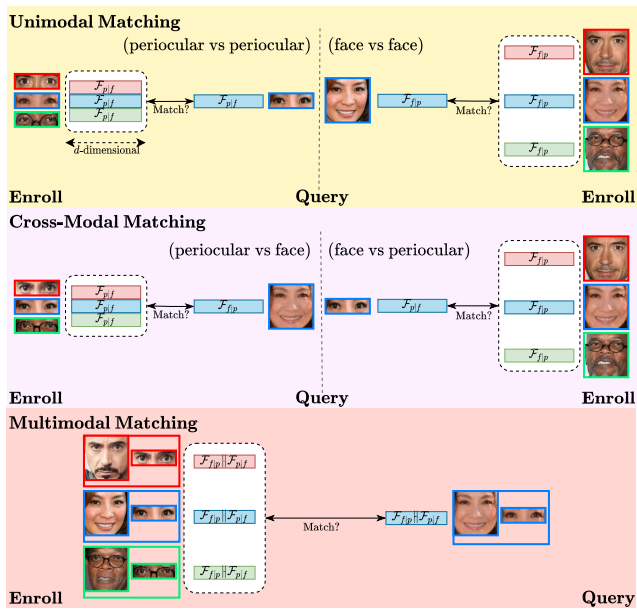 Unimodal Matching
(periocular vs periocular)
(face vs face)
F_{p|f}
F_{p|f}
F_{p|f}
Match?
F_{p|f}
F_{f|p}
Match?
F_{f|p}
F_{f|p}
F_{f|p}
d-dimensional
Enroll
Query
Enroll
Cross-Modal Matching
(periocular vs face)
(face vs periocular)
F_{p|f}
F_{p|f}
F_{p|f}
Match?
F_{f|p}
F_{p|f}
Match?
F_{f|p}
F_{f|p}
F_{f|p}
Enroll
Query
Enroll
Multimodal Matching
F_{f|p}∥F_{p|f}
F_{f|p}∥F_{p|f}
Match?
F_{f|p}∥F_{p|f}
F_{f|p}∥F_{p|f}
Enroll
Query